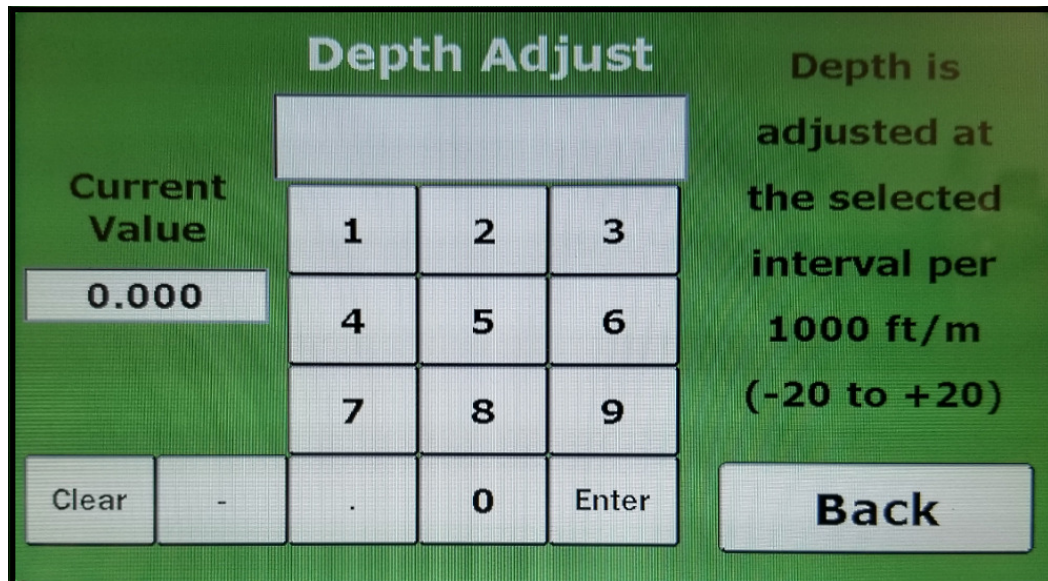 Depth Adjust
Current
Value
0.000
1 2 3
4 5 6
7 8 9
Clear - . 0 Enter
Depth is
adjusted at
the selected
interval per
1000 ft/m
(-20 to +20)
Back